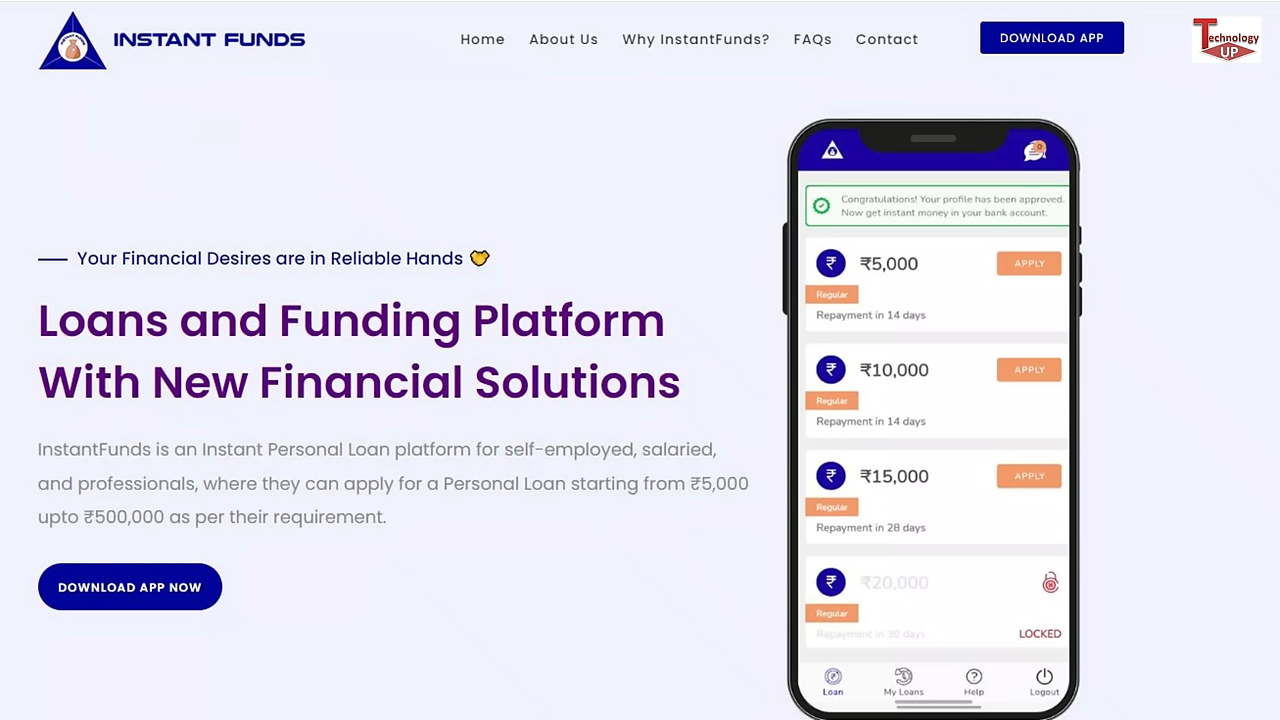 INSTANT FUNDS
Home About Us Why InstantFunds? FAQs Contact
DOWNLOAD APP
Technology
UP
Your Financial Desires are in Reliable Hands
Loans and Funding Platform
With New Financial Solutions
InstantFunds is an Instant Personal Loan platform for self-employed, salaried,
and professionals, where they can apply for a Personal Loan starting from ₹5,000
upto ₹500,000 as per their requirement.
DOWNLOAD APP NOW
0
Congratulations! Your profile has been approved.
Now get instant money in your bank account.
₹5,000 APPLY
Regular
Repayment in 14 days
₹10,000 APPLY
Regular
Repayment in 14 days
₹15,000 APPLY
Regular
Repayment in 28 days
₹20,000
Regular
Repayment in 30 days LOCKED
Loan My Loans Help Logout